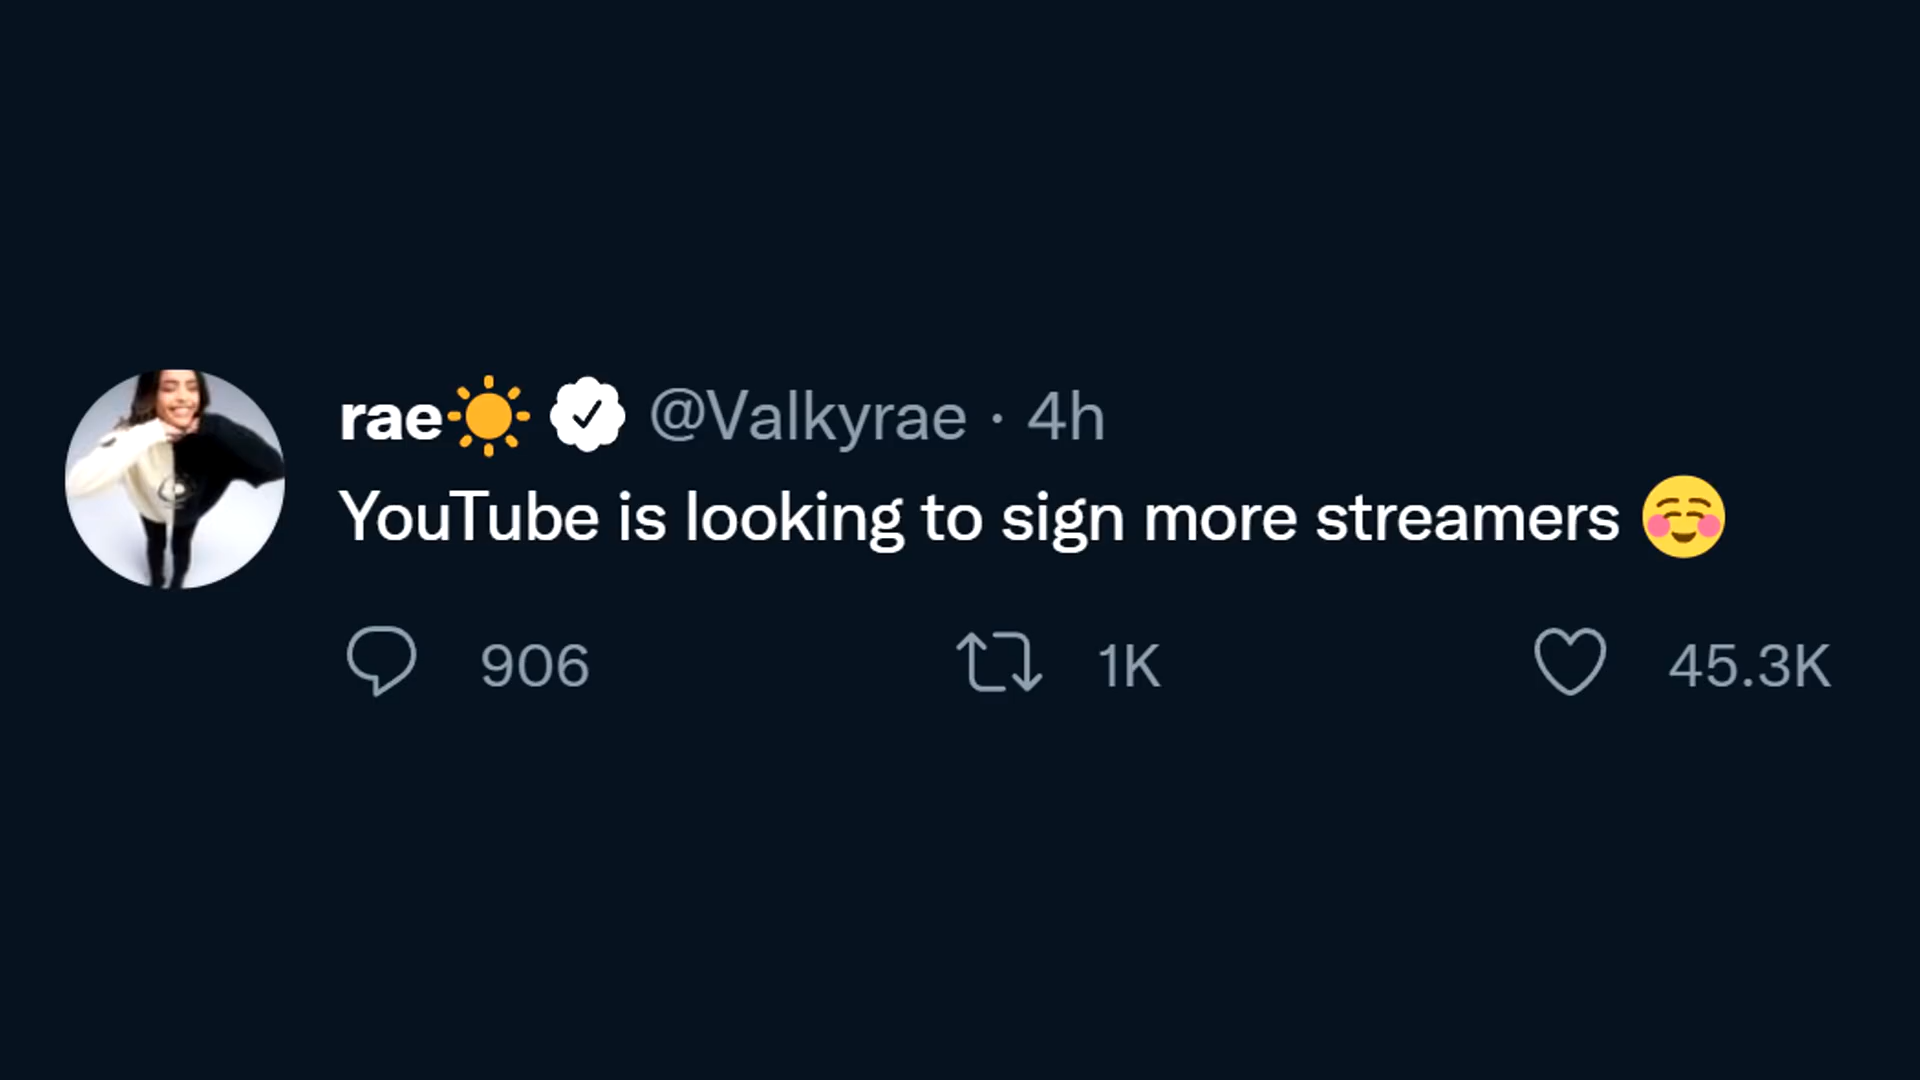 rae☀️ @Valkyrae · 4h
YouTube is looking to sign more streamers ☺️
906 1K 45.3K